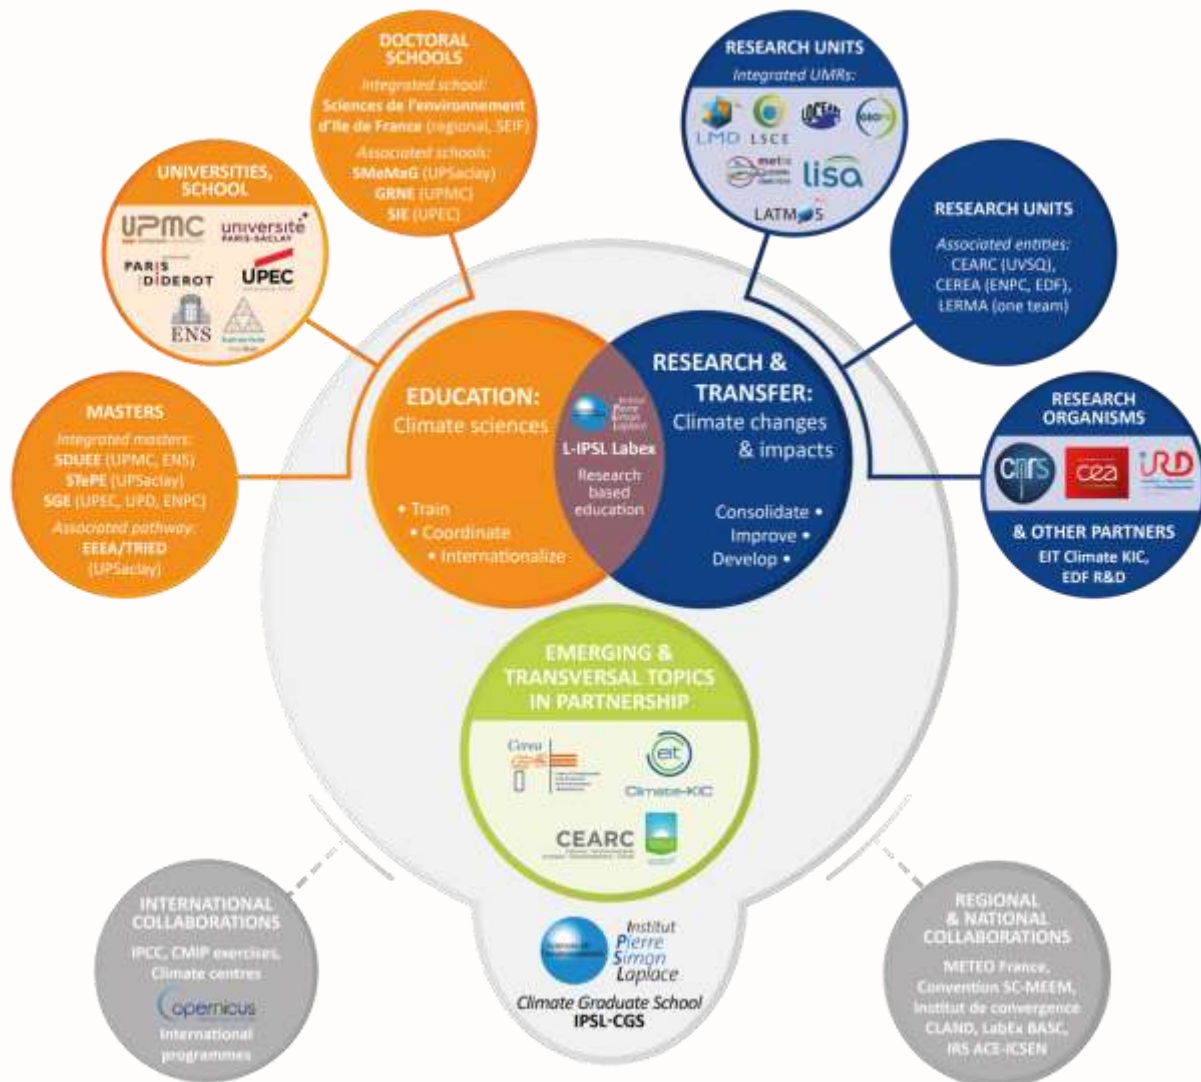 DOCTORAL
SCHOOLS
Integrated school:
Sciences de l'environnement
d'Ile de France (regional, SEIF)
Associated schools:
SMeMaG (UPSaclay)
GRNE (UPMC)
SIE (UPEC)
RESEARCH UNITS
Integrated UMRs:
LMD
LSCE
LOCEAN
metis
lisa
LATMOS
UNIVERSITIES,
SCHOOL
UPMC
université
PARIS-SACLAY
PARIS
DIDEROT
UPEC
ENS
RESEARCH UNITS
Associated entities:
CEARC (UVSQ),
CEREA (ENPC, EDF),
LERMA (one team)
MASTERS
Integrated masters:
SDUEE (UPMC, ENS)
STePE (UPSaclay)
SGE (UPEC, UPD, ENPC)
Associated pathway:
EEEA/TRIED
(UPSaclay)
EDUCATION:
Climate sciences
• Train
• Coordinate
• Internationalize
Institut
Pierre
Simon
Laplace
L-IPSL Labex
Research
based
education
RESEARCH &
TRANSFER:
Climate changes
& impacts
Consolidate •
Improve •
Develop •
RESEARCH
ORGANISMS
cnrs
cea
IRD
& OTHER PARTNERS
EIT Climate KIC,
EDF R&D
EMERGING &
TRANSVERSAL TOPICS
IN PARTNERSHIP
Cerea
eit
Climate-KIC
CEARC
INTERNATIONAL
COLLABORATIONS
IPCC, CMIP exercises,
Climate centres
Copernicus
International
programmes
Institut
Pierre
Simon
Laplace
Climate Graduate School
IPSL-CGS
REGIONAL
& NATIONAL
COLLABORATIONS
METEO France,
Convention SC-MEEM,
Institut de convergence
CLAND, LabEx BASC,
IRS ACE-ICSEN